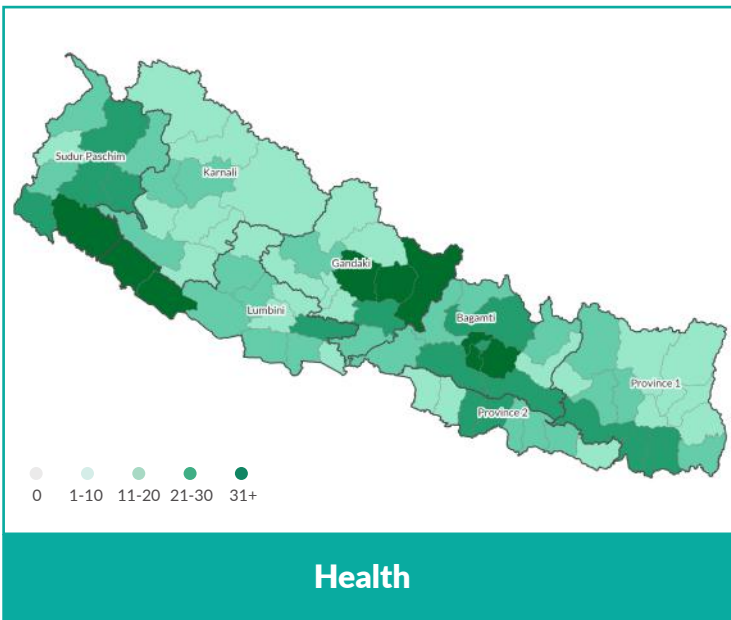 Sudur Paschim
Karnali
Gandaki
Lumbini
Bagamti
Province 1
Province 2
0 1-10 11-20 21-30 31+
Health